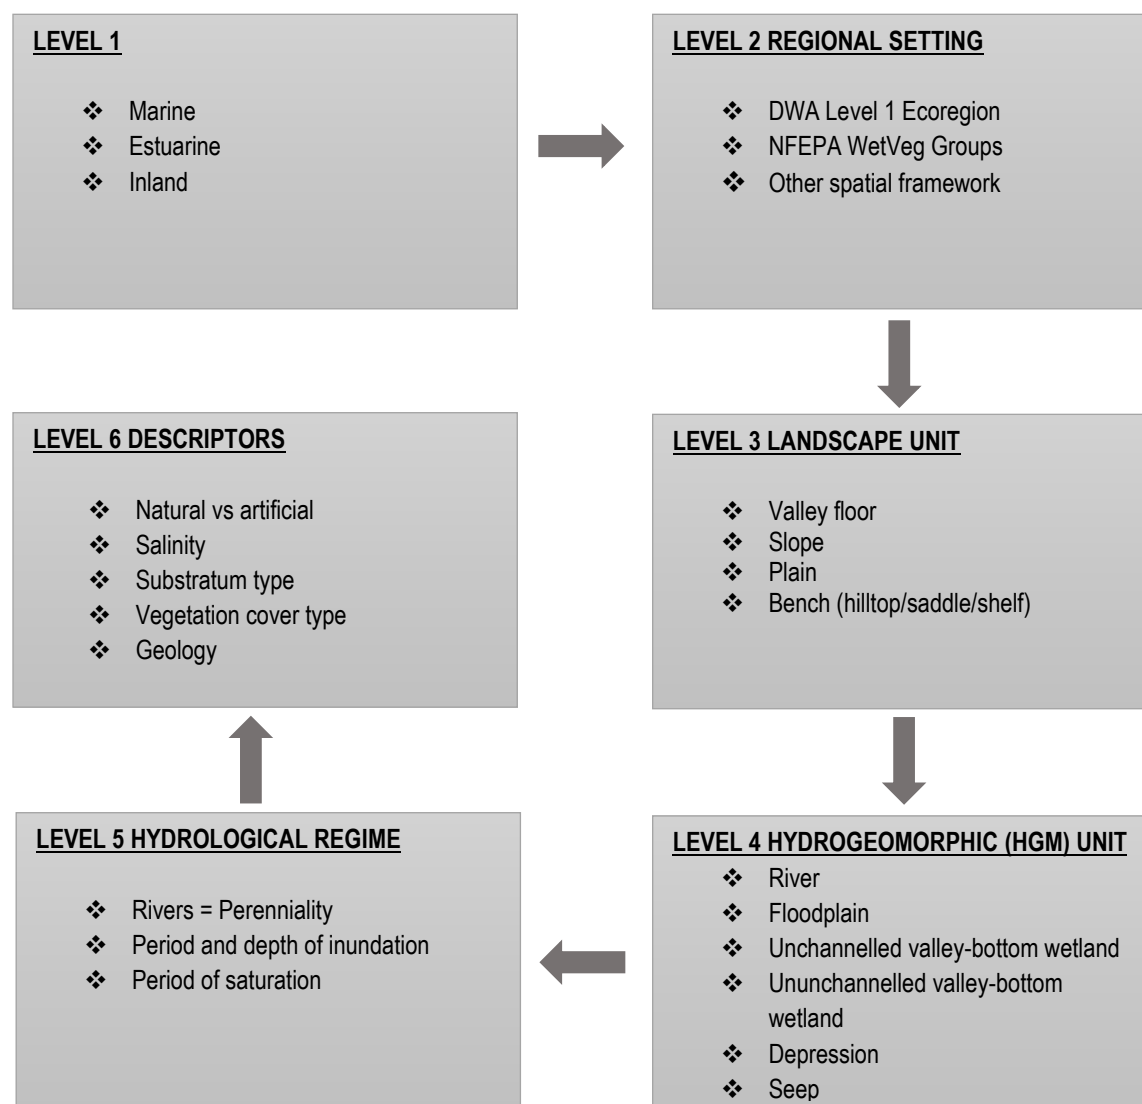 LEVEL 1
❖ Marine
❖ Estuarine
❖ Inland
LEVEL 2 REGIONAL SETTING
❖ DWA Level 1 Ecoregion
❖ NFEPA WetVeg Groups
❖ Other spatial framework
LEVEL 3 LANDSCAPE UNIT
❖ Valley floor
❖ Slope
❖ Plain
❖ Bench (hilltop/saddle/shelf)
LEVEL 4 HYDROGEOMORPHIC (HGM) UNIT
❖ River
❖ Floodplain
❖ Unchannelled valley-bottom wetland
❖ Ununchannelled valley-bottom
wetland
❖ Depression
❖ Seep
LEVEL 5 HYDROLOGICAL REGIME
❖ Rivers = Perenniality
❖ Period and depth of inundation
❖ Period of saturation
LEVEL 6 DESCRIPTORS
❖ Natural vs artificial
❖ Salinity
❖ Substratum type
❖ Vegetation cover type
❖ Geology